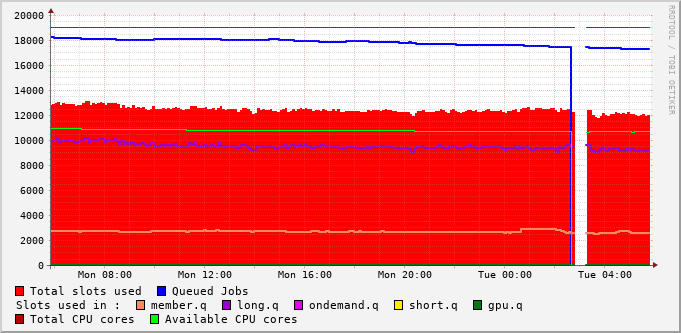 20000
18000
16000
14000
12000
10000
8000
6000
4000
2000
0
Mon 08:00 Mon 12:00 Mon 16:00 Mon 20:00 Tue 00:00 Tue 04:00
Total slots used Queued Jobs
Slots used in : member.q long.q ondemand.q short.q gpu.q
Total CPU cores Available CPU cores
RRDTOOL / TOBI OETIKER